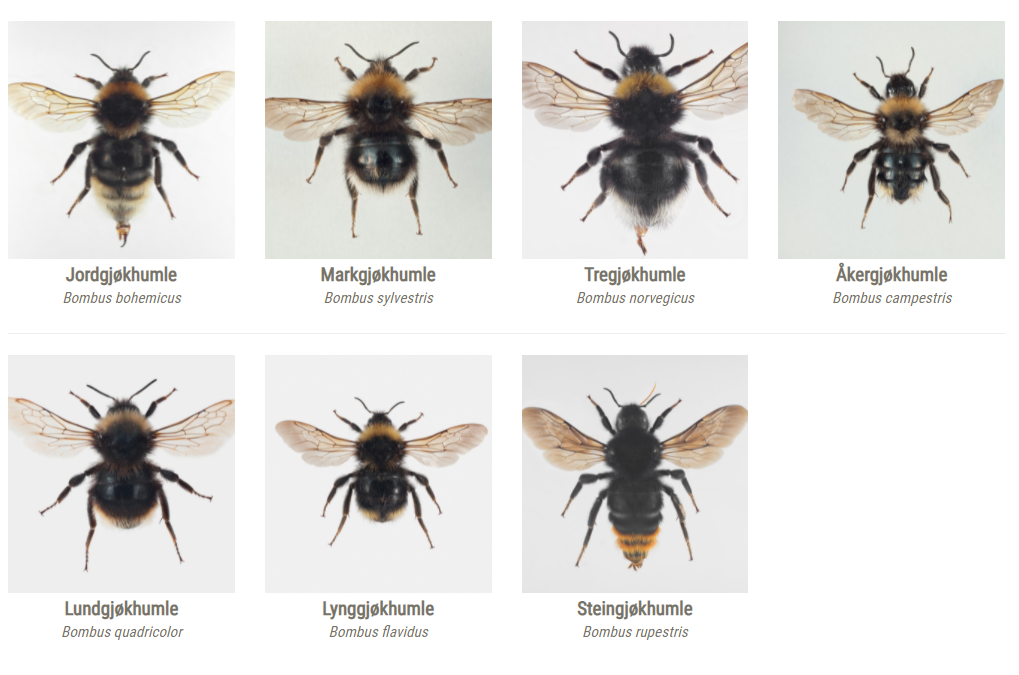 Jordgjøkhumle
Bombus bohemicus
Markgjøkhumle
Bombus sylvestris
Tregjøkhumle
Bombus norvegicus
Åkergjøkhumle
Bombus campestris
Lundgjøkhumle
Bombus quadricolor
Lynggjøkhumle
Bombus flavidus
Steingjøkhumle
Bombus rupestris